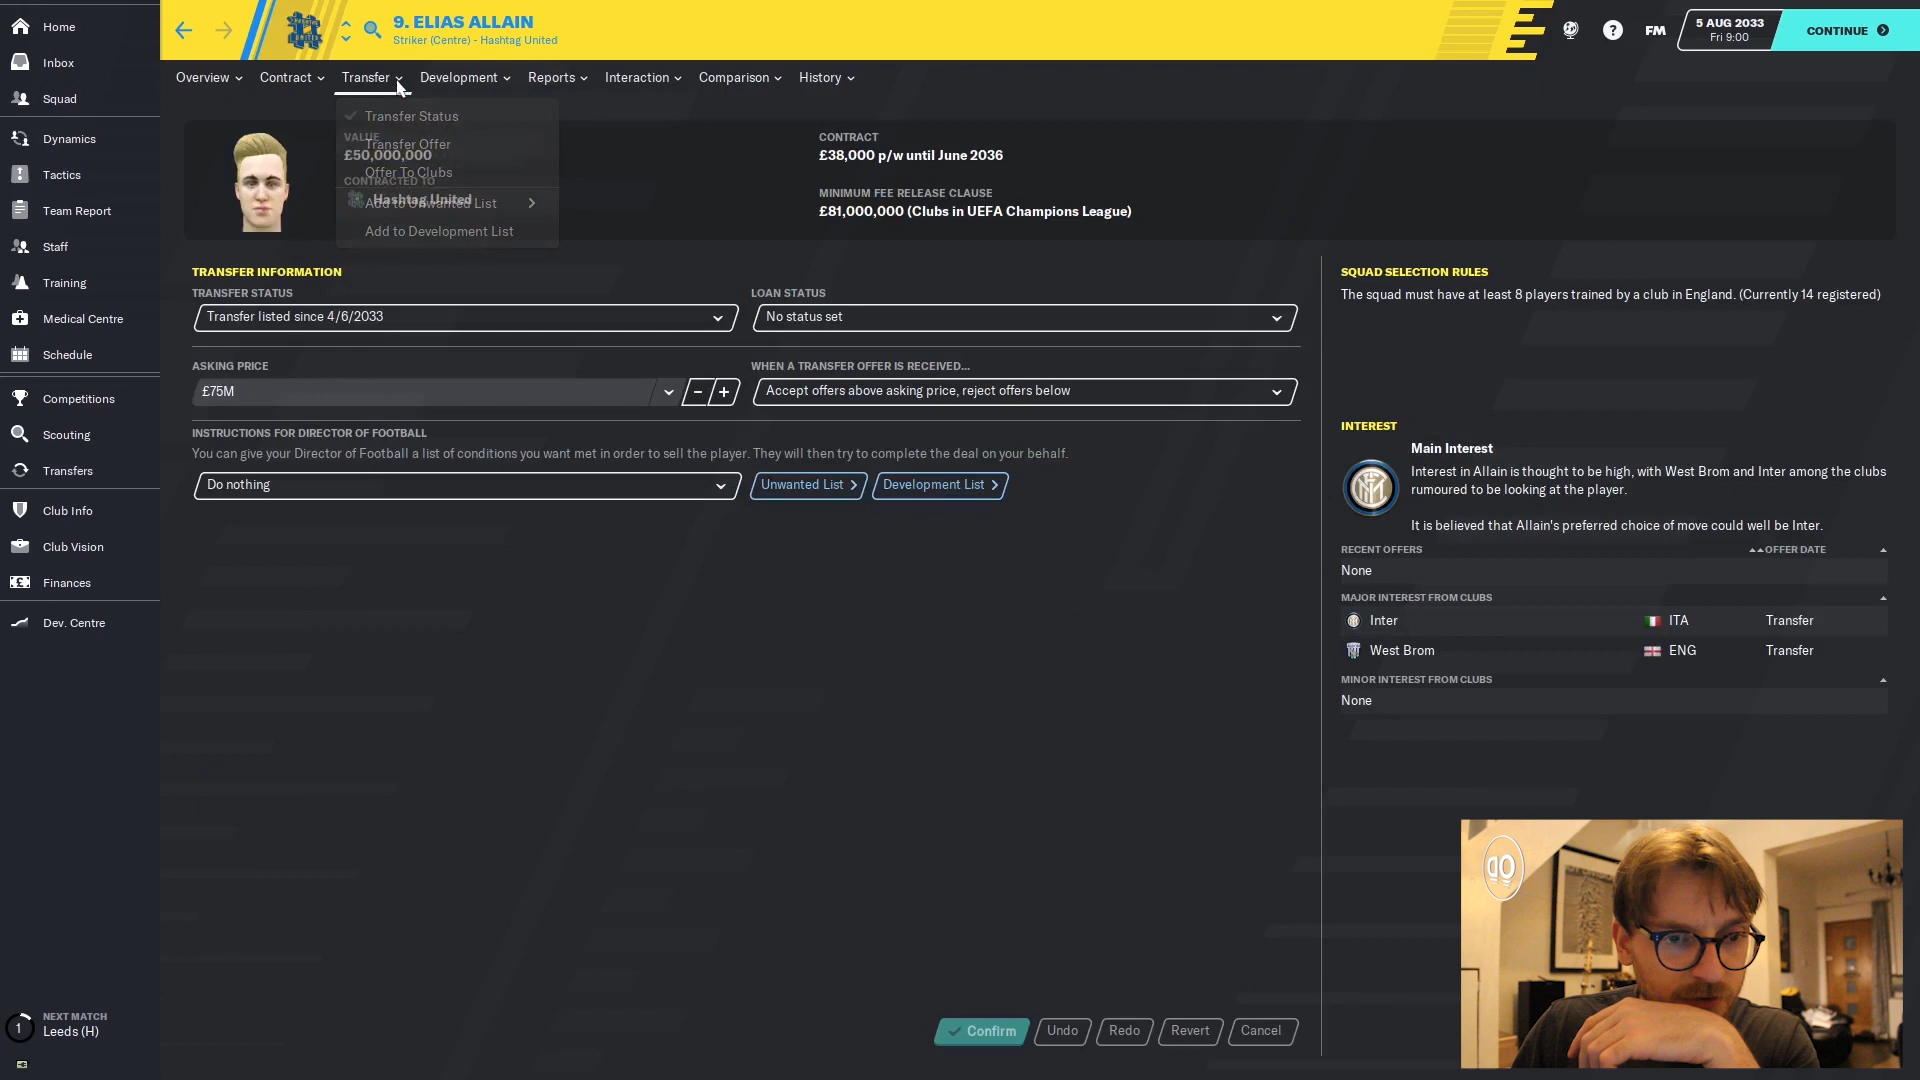 Home
Inbox
Squad
Dynamics
Tactics
Team Report
Staff
Training
Medical Centre
Schedule
Competitions
Scouting
Transfers
Club Info
Club Vision
Finances
Dev. Centre
NEXT MATCH
1
Leeds (H)
9. ELIAS ALLAIN
Striker (Centre) - Hashtag United
?
FM
5 AUG 2033
Fri 9:00
CONTINUE
Overview
Contract
Transfer
Development
Reports
Interaction
Comparison
History
Transfer Status
Transfer Offer
Offer To Clubs
Add to Unwanted List
Add to Development List
VALUE
£50,000,000
CONTRACTED TO
Hashtag United
CONTRACT
£38,000 p/w until June 2036
MINIMUM FEE RELEASE CLAUSE
£81,000,000 (Clubs in UEFA Champions League)
TRANSFER INFORMATION
TRANSFER STATUS
Transfer listed since 4/6/2033
LOAN STATUS
No status set
ASKING PRICE
£75M
WHEN A TRANSFER OFFER IS RECEIVED...
Accept offers above asking price, reject offers below
INSTRUCTIONS FOR DIRECTOR OF FOOTBALL
You can give your Director of Football a list of conditions you want met in order to sell the player. They will then try to complete the deal on your behalf.
Do nothing
Unwanted List
Development List
Confirm
Undo
Redo
Revert
Cancel
SQUAD SELECTION RULES
The squad must have at least 8 players trained by a club in England. (Currently 14 registered)
INTEREST
Main Interest
Interest in Allain is thought to be high, with West Brom and Inter among the clubs
rumoured to be looking at the player.
It is believed that Allain's preferred choice of move could well be Inter.
RECENT OFFERS
OFFER DATE
None
MAJOR INTEREST FROM CLUBS
Inter
ITA
Transfer
West Brom
ENG
Transfer
MINOR INTEREST FROM CLUBS
None